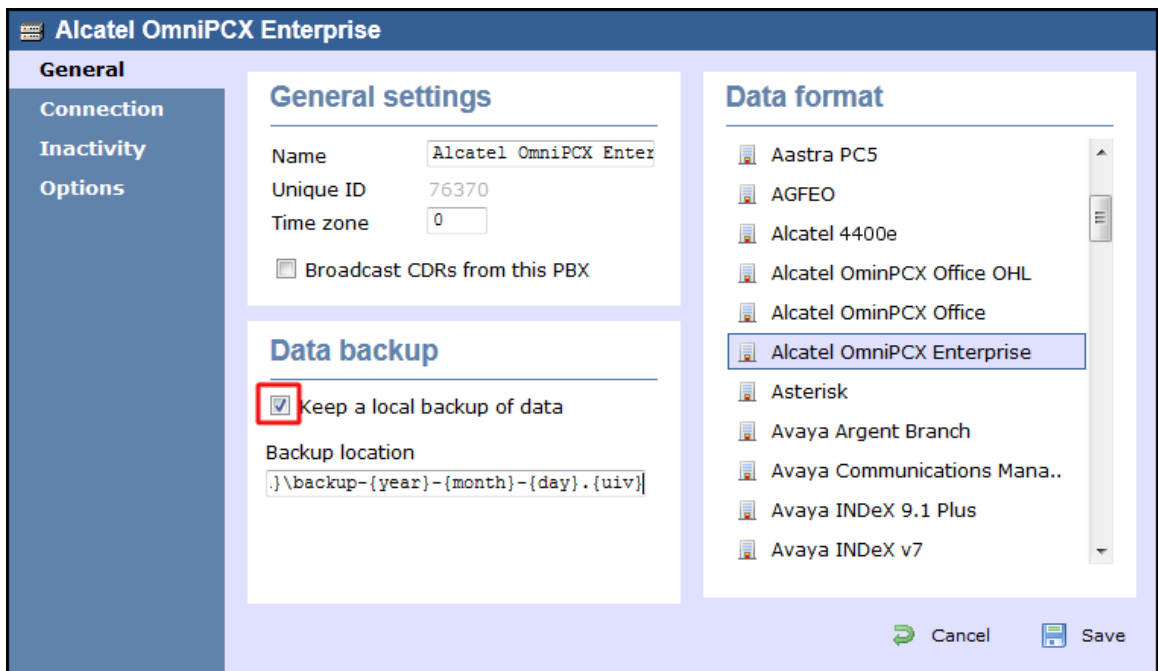 Alcatel OmniPCX Enterprise
General
Connection
Inactivity
Options
General settings
Name
Alcatel OmniPCX Enter
Unique ID
76370
Time zone
0
Broadcast CDRs from this PBX
Data backup
Keep a local backup of data
Backup location
.}\backup-{year}-{month}-{day}.{uiv}
Data format
Aastra PC5
AGFEO
Alcatel 4400e
Alcatel OminPCX Office OHL
Alcatel OminPCX Office
Alcatel OmniPCX Enterprise
Asterisk
Avaya Argent Branch
Avaya Communications Mana..
Avaya INDeX 9.1 Plus
Avaya INDeX v7
Cancel
Save